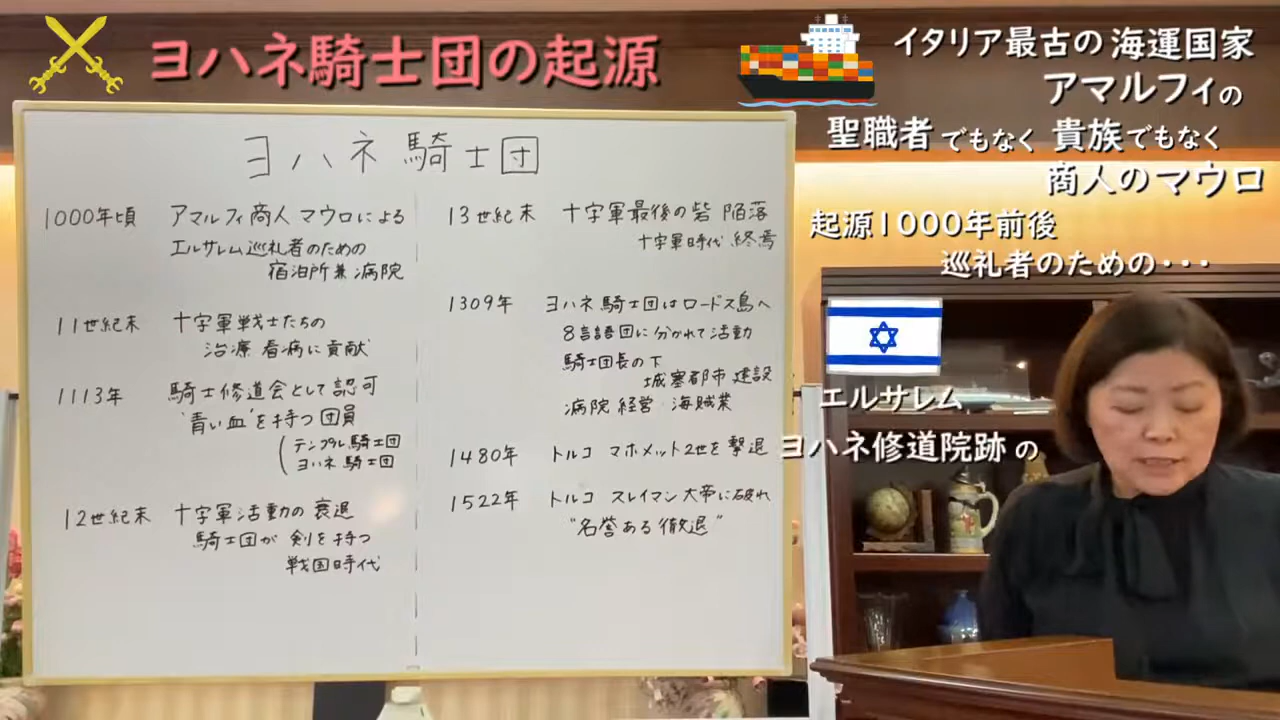 ヨハネ騎士団の起源
イタリア最古の海運国家
アマルフィの
聖職者でもなく 貴族でもなく
商人のマウロ
起源1000年前後
巡礼者のための・・・
エルサレム
ヨハネ修道院跡の
ヨハネ騎士団
1000年頃 アマルフィ商人マウロによる
エルサレム巡礼者のための
宿泊所兼病院
11世紀末 十字軍戦士たちの
治療看病に貢献
1113年 騎士修道会として認可
"青い血"を持つ団員
テンプル騎士団
ヨハネ騎士団
12世紀末 十字軍活動の衰退
騎士団が剣を持つ
戦国時代
13世紀末 十字軍最後の砦 陥落
十字軍時代 終焉
1309年 ヨハネ騎士団はロードス島へ
8言語団に分かれて活動
騎士団長の下
城塞都市 建設
病院経営・海賊業
1480年 トルコ マホメット2世を撃退
1522年 トルコ スレイマン大帝に破れ
"名誉ある撤退"